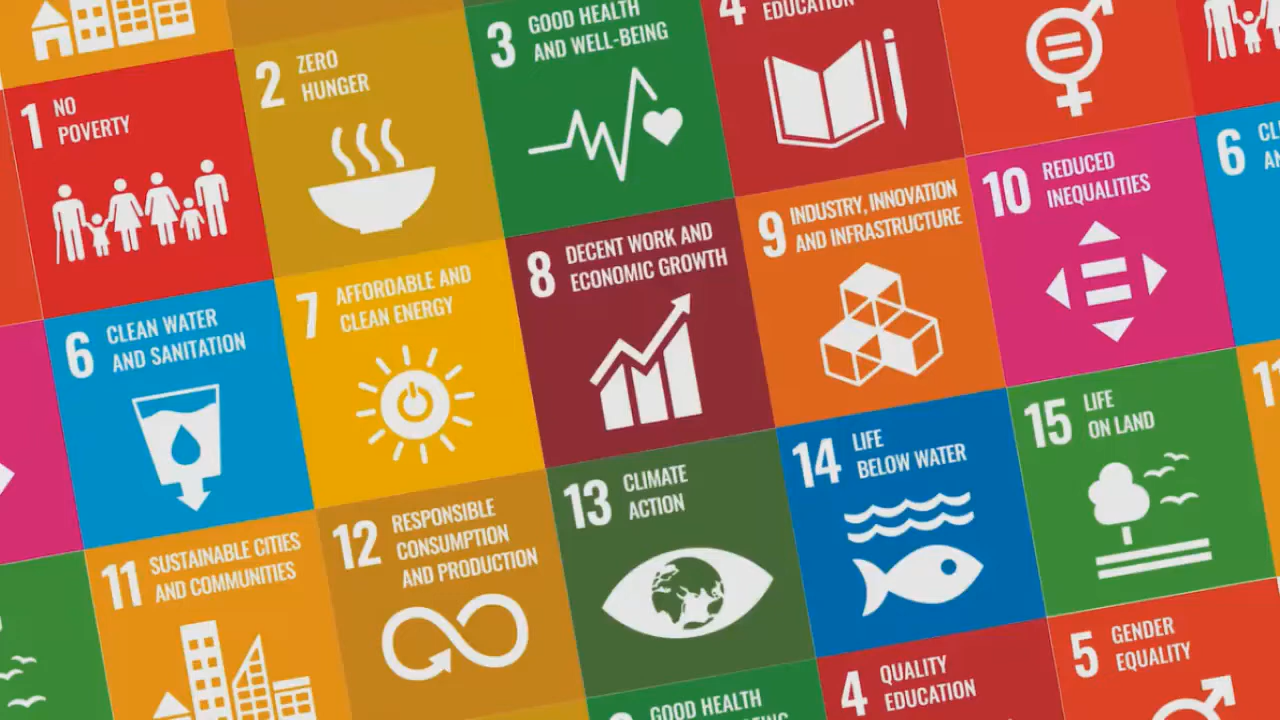 3 GOOD HEALTH
AND WELL-BEING
4
EDUCATION
1 NO
POVERTY
2 ZERO
HUNGER
6
7 AFFORDABLE AND
CLEAN ENERGY
8 DECENT WORK AND
ECONOMIC GROWTH
9 INDUSTRY, INNOVATION
AND INFRASTRUCTURE
10 REDUCED
INEQUALITIES
6 CLEAN WATER
AND SANITATION
11 SUSTAINABLE CITIES
AND COMMUNITIES
12 RESPONSIBLE
CONSUMPTION
AND PRODUCTION
13 CLIMATE
ACTION
14 LIFE
BELOW WATER
15 LIFE
ON LAND
11
GOOD HEALTH
4 QUALITY
EDUCATION
5 GENDER
EQUALITY